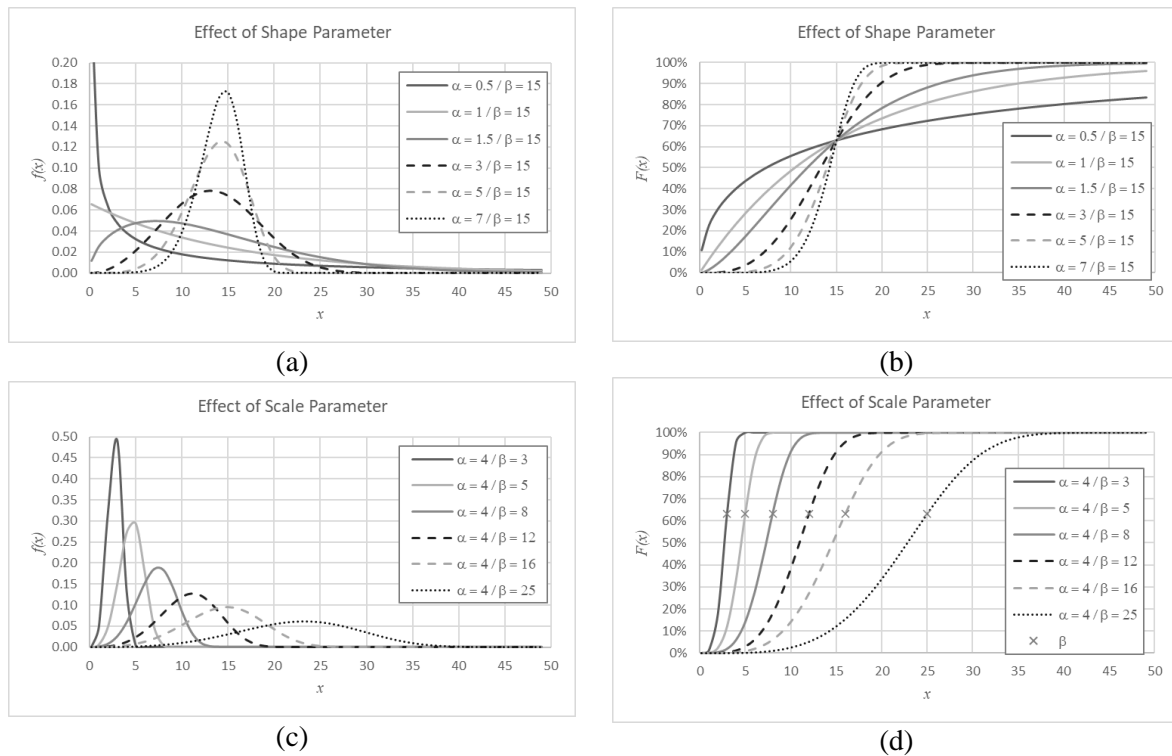 Effect of Shape Parameter
f(x)
0.20
0.18
0.16
0.14
0.12
0.10
0.08
0.06
0.04
0.02
0.00
α = 0.5 / β = 15
α = 1 / β = 15
α = 1.5 / β = 15
α = 3 / β = 15
α = 5 / β = 15
α = 7 / β = 15
0 5 10 15 20 25 30 35 40 45 50
x
(a)
Effect of Shape Parameter
F(x)
100%
90%
80%
70%
60%
50%
40%
30%
20%
10%
0%
α = 0.5 / β = 15
α = 1 / β = 15
α = 1.5 / β = 15
α = 3 / β = 15
α = 5 / β = 15
α = 7 / β = 15
0 5 10 15 20 25 30 35 40 45 50
x
(b)
Effect of Scale Parameter
f(x)
0.50
0.45
0.40
0.35
0.30
0.25
0.20
0.15
0.10
0.05
0.00
α = 4 / β = 3
α = 4 / β = 5
α = 4 / β = 8
α = 4 / β = 12
α = 4 / β = 16
α = 4 / β = 25
0 5 10 15 20 25 30 35 40 45 50
x
(c)
Effect of Scale Parameter
F(x)
100%
90%
80%
70%
60%
50%
40%
30%
20%
10%
0%
α = 4 / β = 3
α = 4 / β = 5
α = 4 / β = 8
α = 4 / β = 12
α = 4 / β = 16
α = 4 / β = 25
β
0 5 10 15 20 25 30 35 40 45 50
x
(d)